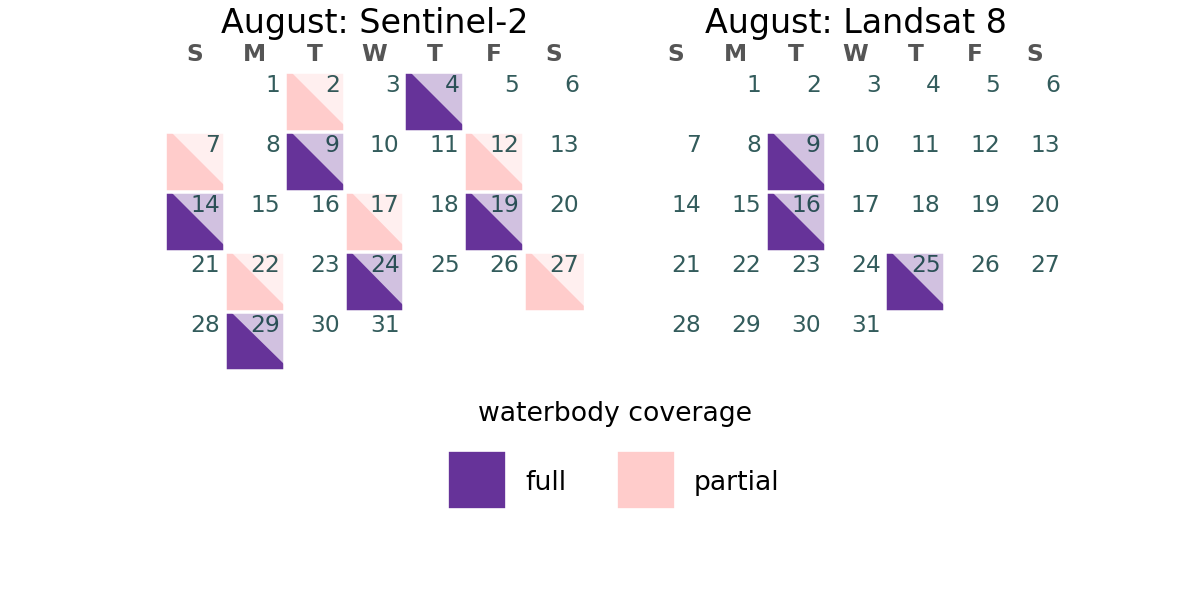 August: Sentinel-2
S M T W T F S
1 2 3 4 5 6
7 8 9 10 11 12 13
14 15 16 17 18 19 20
21 22 23 24 25 26 27
28 29 30 31
August: Landsat 8
S M T W T F S
1 2 3 4 5 6
7 8 9 10 11 12 13
14 15 16 17 18 19 20
21 22 23 24 25 26 27
28 29 30 31
waterbody coverage
full
partial